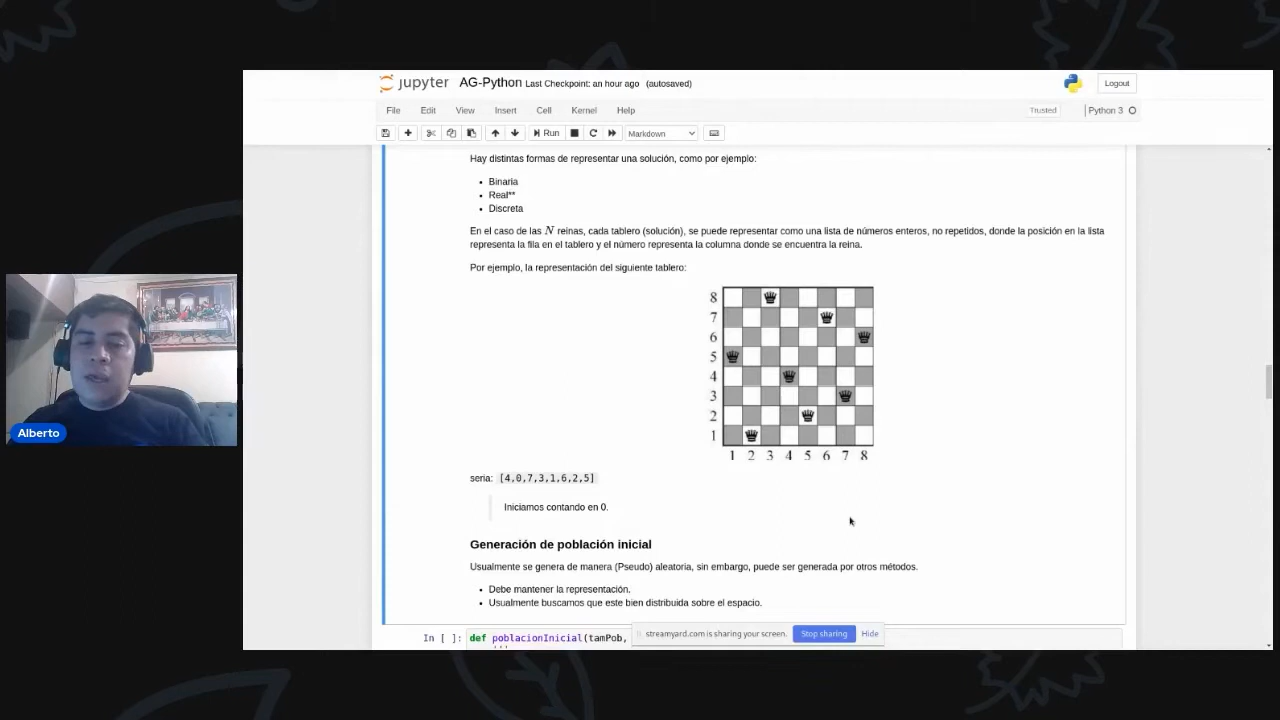 jupyter AG-Python Last Checkpoint: an hour ago (autosaved)
Logout
File Edit View Insert Cell Kernel Help
Trusted
Python 3
Run
Markdown
Hay distintas formas de representar una solución, como por ejemplo:
Binaria
Real**
Discreta
En el caso de las N reinas, cada tablero (solución), se puede representar como una lista de números enteros, no repetidos, donde la posición en la lista
representa la fila en el tablero y el número representa la columna donde se encuentra la reina.
Por ejemplo, la representación del siguiente tablero:
8
7
6
5
4
3
2
1
1 2 3 4 5 6 7 8
seria: [4,0,7,3,1,6,2,5]
Iniciamos contando en 0.
Generación de población inicial
Usualmente se genera de manera (Pseudo) aleatoria, sin embargo, puede ser generada por otros métodos.
Debe mantener la representación.
Usualmente buscamos que este bien distribuida sobre el espacio.
In [ ]: def poblacionInicial(tamPob,
streamyard.com is sharing your screen. Stop sharing Hide
Alberto